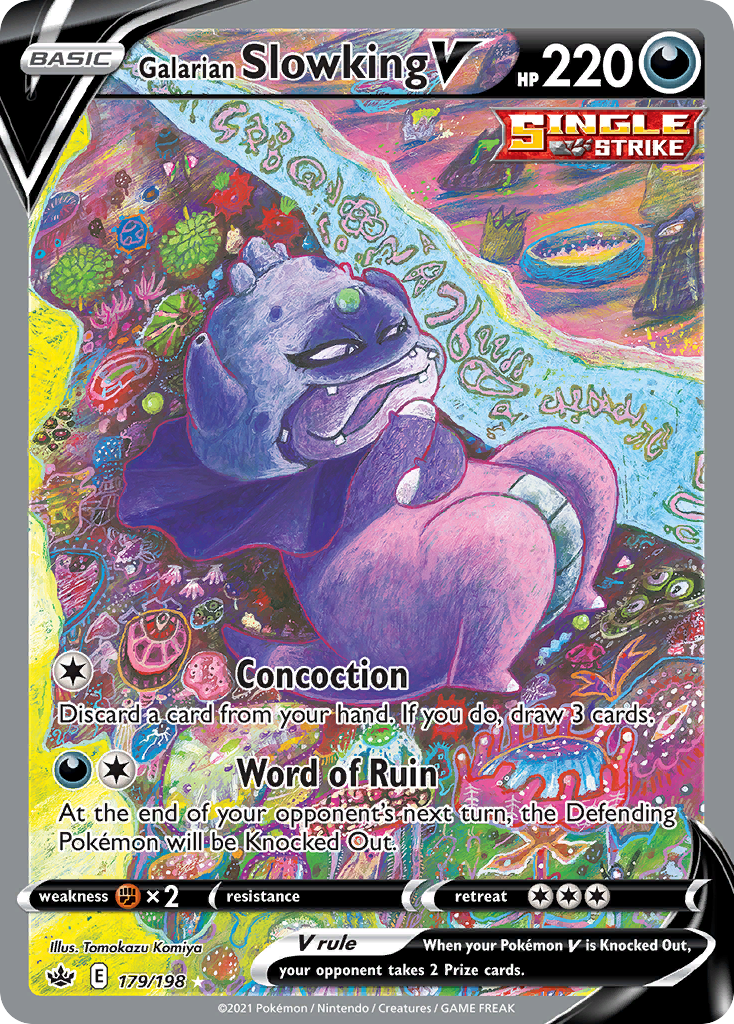 BASIC
Galarian Slowking V HP 220
SINGLE
STRIKE
Concoction
Discard a card from your hand. If you do, draw 3 cards.
Word of Ruin
At the end of your opponent's next turn, the Defending
Pokémon will be Knocked Out.
weakness ×2 resistance retreat
Illus. Tomokazu Komiya
V rule When your Pokémon V is Knocked Out,
your opponent takes 2 Prize cards.
E 179/198 ★
©2021 Pokémon / Nintendo / Creatures / GAME FREAK